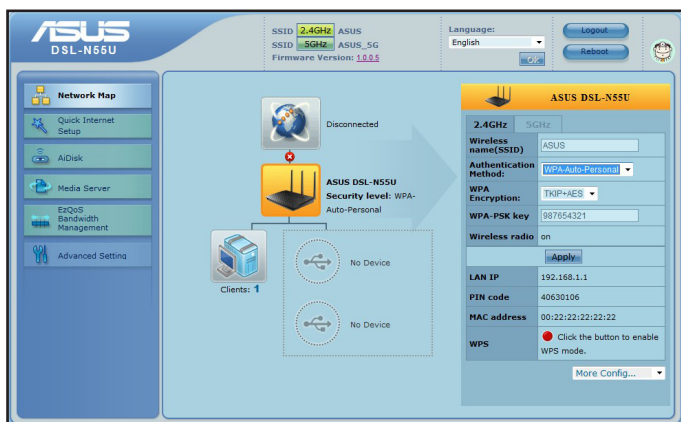 ASUS
DSL-N55U
SSID 2.4GHz ASUS
SSID 5GHz ASUS_5G
Firmware Version: 1.0.0.5
Language:
English
OK
Logout
Reboot
Network Map
Quick Internet
Setup
AiDisk
Media Server
EzQoS
Bandwidth
Management
Advanced Setting
Disconnected
ASUS DSL-N55U
Security level: WPA-
Auto-Personal
Clients: 1
No Device
No Device
ASUS DSL-N55U
2.4GHz 5GHz
Wireless
name(SSID) ASUS
Authentication
Method: WPA-Auto-Personal
WPA
Encryption: TKIP+AES
WPA-PSK key 987654321
Wireless radio on
Apply
LAN IP 192.168.1.1
PIN code 40630106
MAC address 00:22:22:22:22:22
WPS Click the button to enable
WPS mode.
More Config...